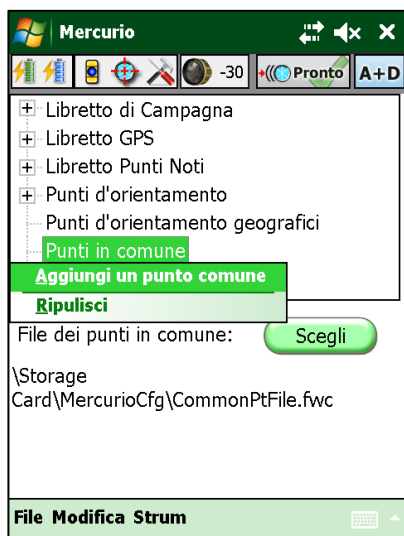 Mercurio
-30
Pronto
A+D
Libretto di Campagna
Libretto GPS
Libretto Punti Noti
Punti d'orientamento
Punti d'orientamento geografici
Punti in comune
Aggiungi un punto comune
Ripulisci
File dei punti in comune:
Scegli
\Storage
Card\MercurioCfg\CommonPtFile.fwc
File Modifica Strum